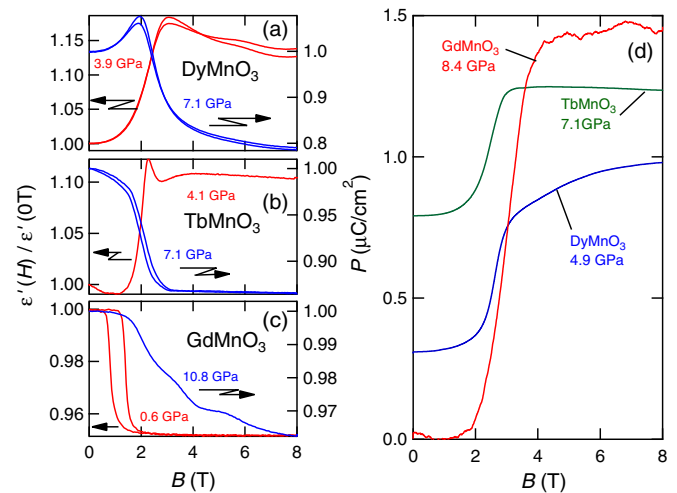 (a)
1.15
1.10
1.05
1.00
3.9 GPa
DyMnO3
7.1 GPa
1.0
0.9
0.8
(b)
1.10
1.05
1.00
4.1 GPa
TbMnO3
7.1 GPa
1.00
0.95
0.90
ε′(H) / ε′(0T)
(c)
1.00
0.98
0.96
GdMnO3
10.8 GPa
0.6 GPa
1.00
0.99
0.98
0.97
0 2 4 6 8
B (T)
(d)
1.5
1.0
0.5
0.0
P (μC/cm2)
GdMnO3
8.4 GPa
TbMnO3
7.1GPa
DyMnO3
4.9 GPa
0 2 4 6 8
B (T)